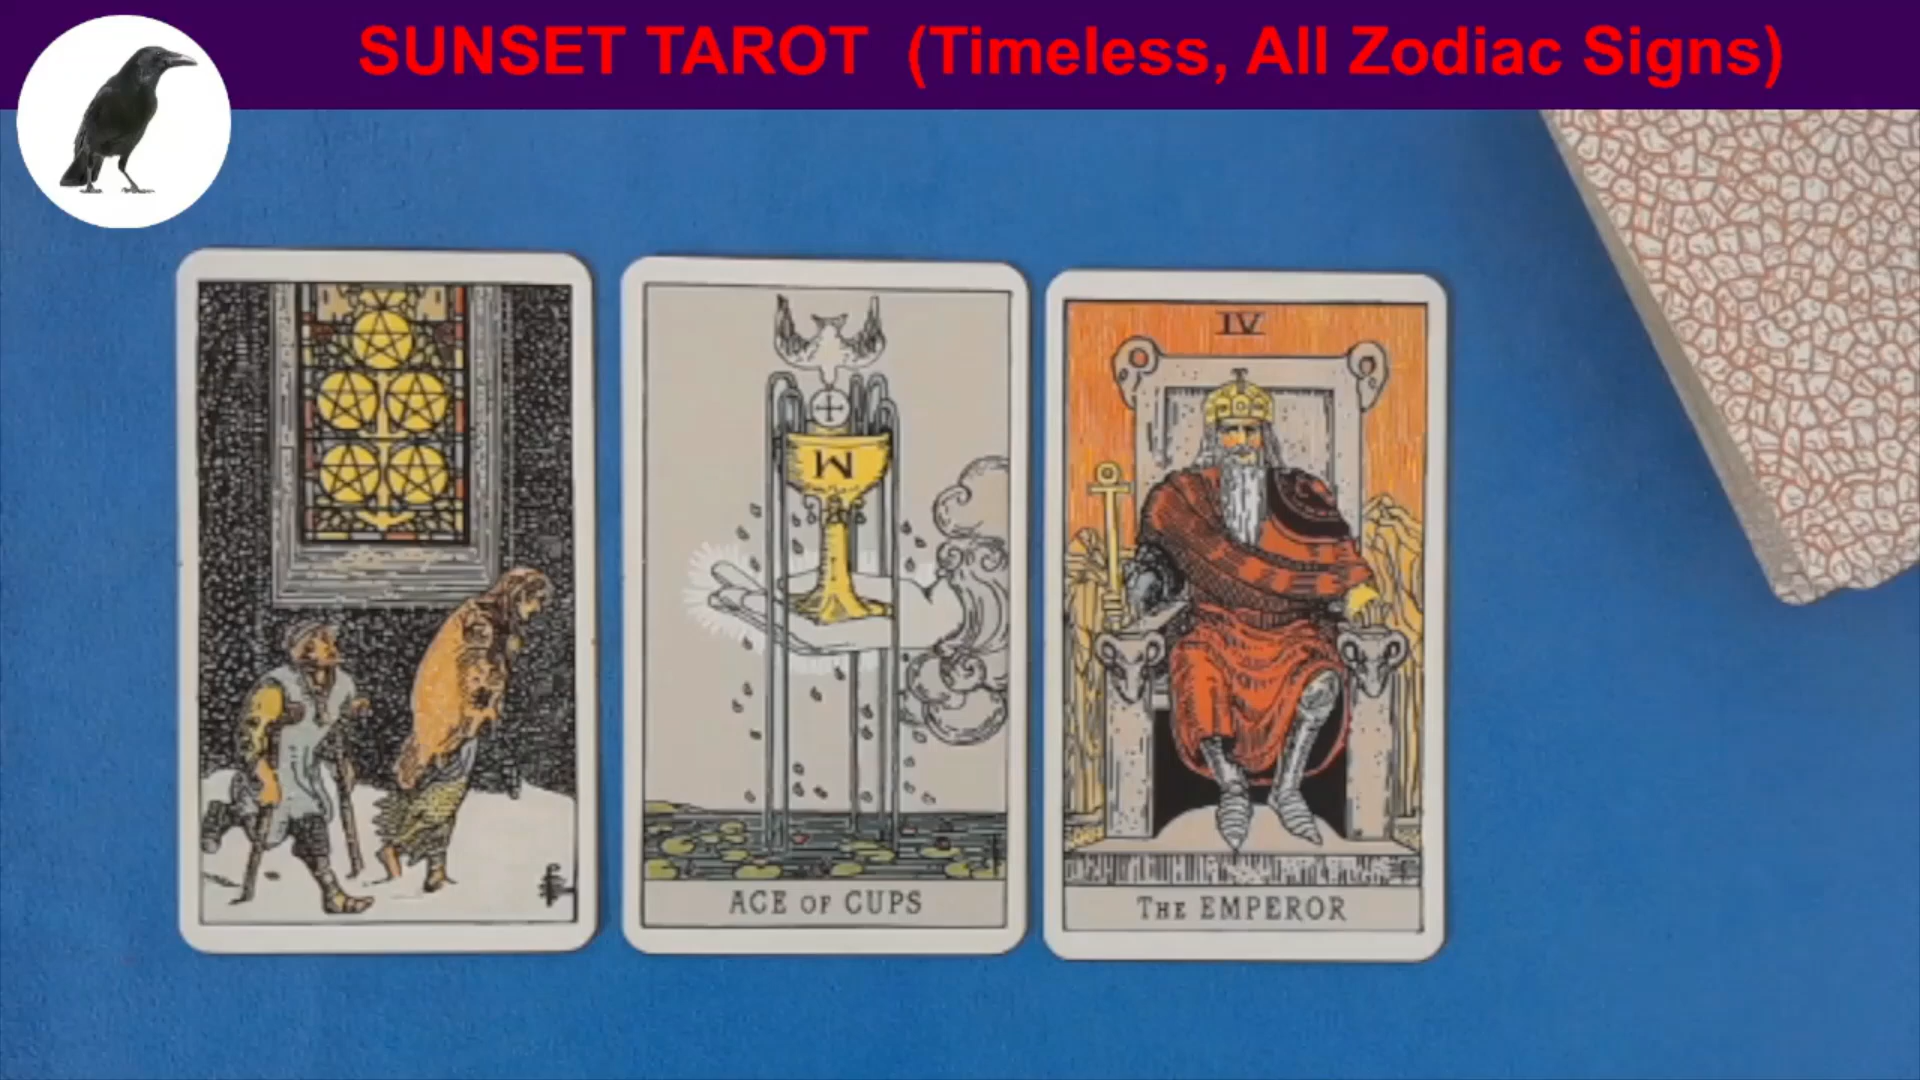 SUNSET TAROT (Timeless, All Zodiac Signs)
IV
W
ACE OF CUPS
THE EMPEROR